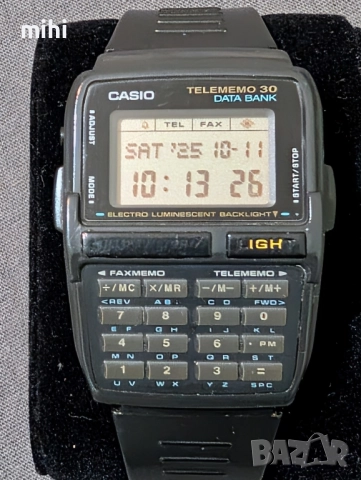 mihi
CASIO
TELEMEMO 30
DATA BANK
ADJUST
MODE
START/STOP
TEL FAX
SAT '25 10-11
10:13 26
ELECTRO LUMINESCENT BACKLIGHT
LIGHT
◄ FAXMEMO TELEMEMO ►
÷/MC ×/MR −/M− +/M+
<REV A B : C D FWD>
7 8 9 0
E F G H I J K L
4 5 6 · PM
M N O P Q R S T
1 2 3 =
U V W X Y Z SPC
BAZAR